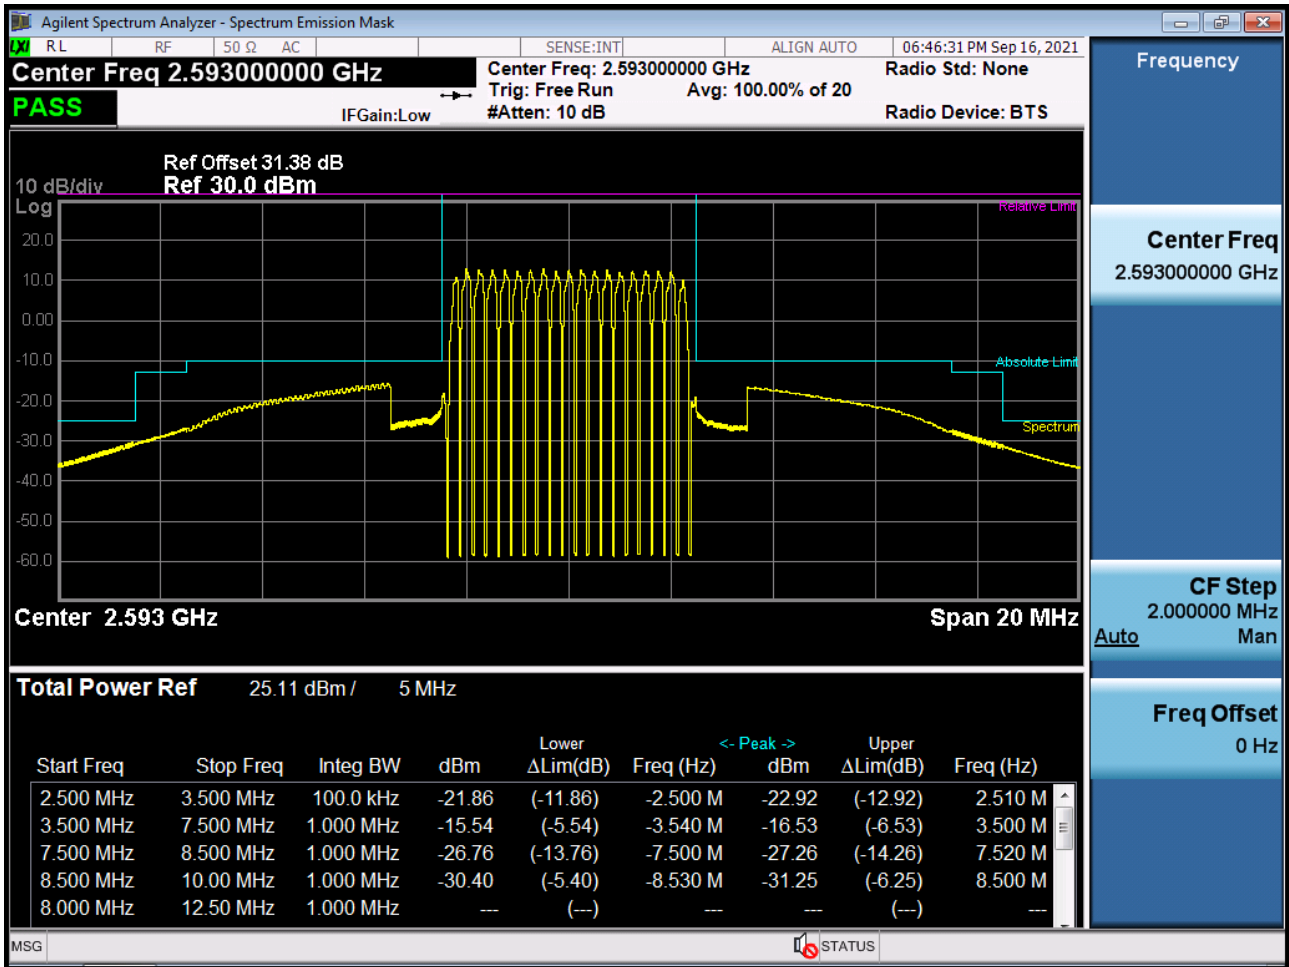 Agilent Spectrum Analyzer - Spectrum Emission Mask
LXI RL RF 50 Ω AC SENSE:INT ALIGN AUTO 06:46:31 PM Sep 16, 2021
Center Freq 2.593000000 GHz
Center Freq: 2.593000000 GHz
Radio Std: None
Trig: Free Run Avg: 100.00% of 20
PASS
IFGain:Low
#Atten: 10 dB
Radio Device: BTS
Ref Offset 31.38 dB
10 dB/div Ref 30.0 dBm
Log
Relative Limit
20.0
10.0
0.00
-10.0
Absolute Limit
-20.0
Spectrum
-30.0
-40.0
-50.0
-60.0
Center 2.593 GHz Span 20 MHz
Total Power Ref 25.11 dBm / 5 MHz
Lower <- Peak -> Upper
Start Freq Stop Freq Integ BW dBm ΔLim(dB) Freq (Hz) dBm ΔLim(dB) Freq (Hz)
2.500 MHz 3.500 MHz 100.0 kHz -21.86 (-11.86) -2.500 M -22.92 (-12.92) 2.510 M
3.500 MHz 7.500 MHz 1.000 MHz -15.54 (-5.54) -3.540 M -16.53 (-6.53) 3.500 M
7.500 MHz 8.500 MHz 1.000 MHz -26.76 (-13.76) -7.500 M -27.26 (-14.26) 7.520 M
8.500 MHz 10.00 MHz 1.000 MHz -30.40 (-5.40) -8.530 M -31.25 (-6.25) 8.500 M
8.000 MHz 12.50 MHz 1.000 MHz --- (---) --- --- (---) ---
MSG STATUS
Frequency
Center Freq
2.593000000 GHz
CF Step
2.000000 MHz
Auto Man
Freq Offset
0 Hz